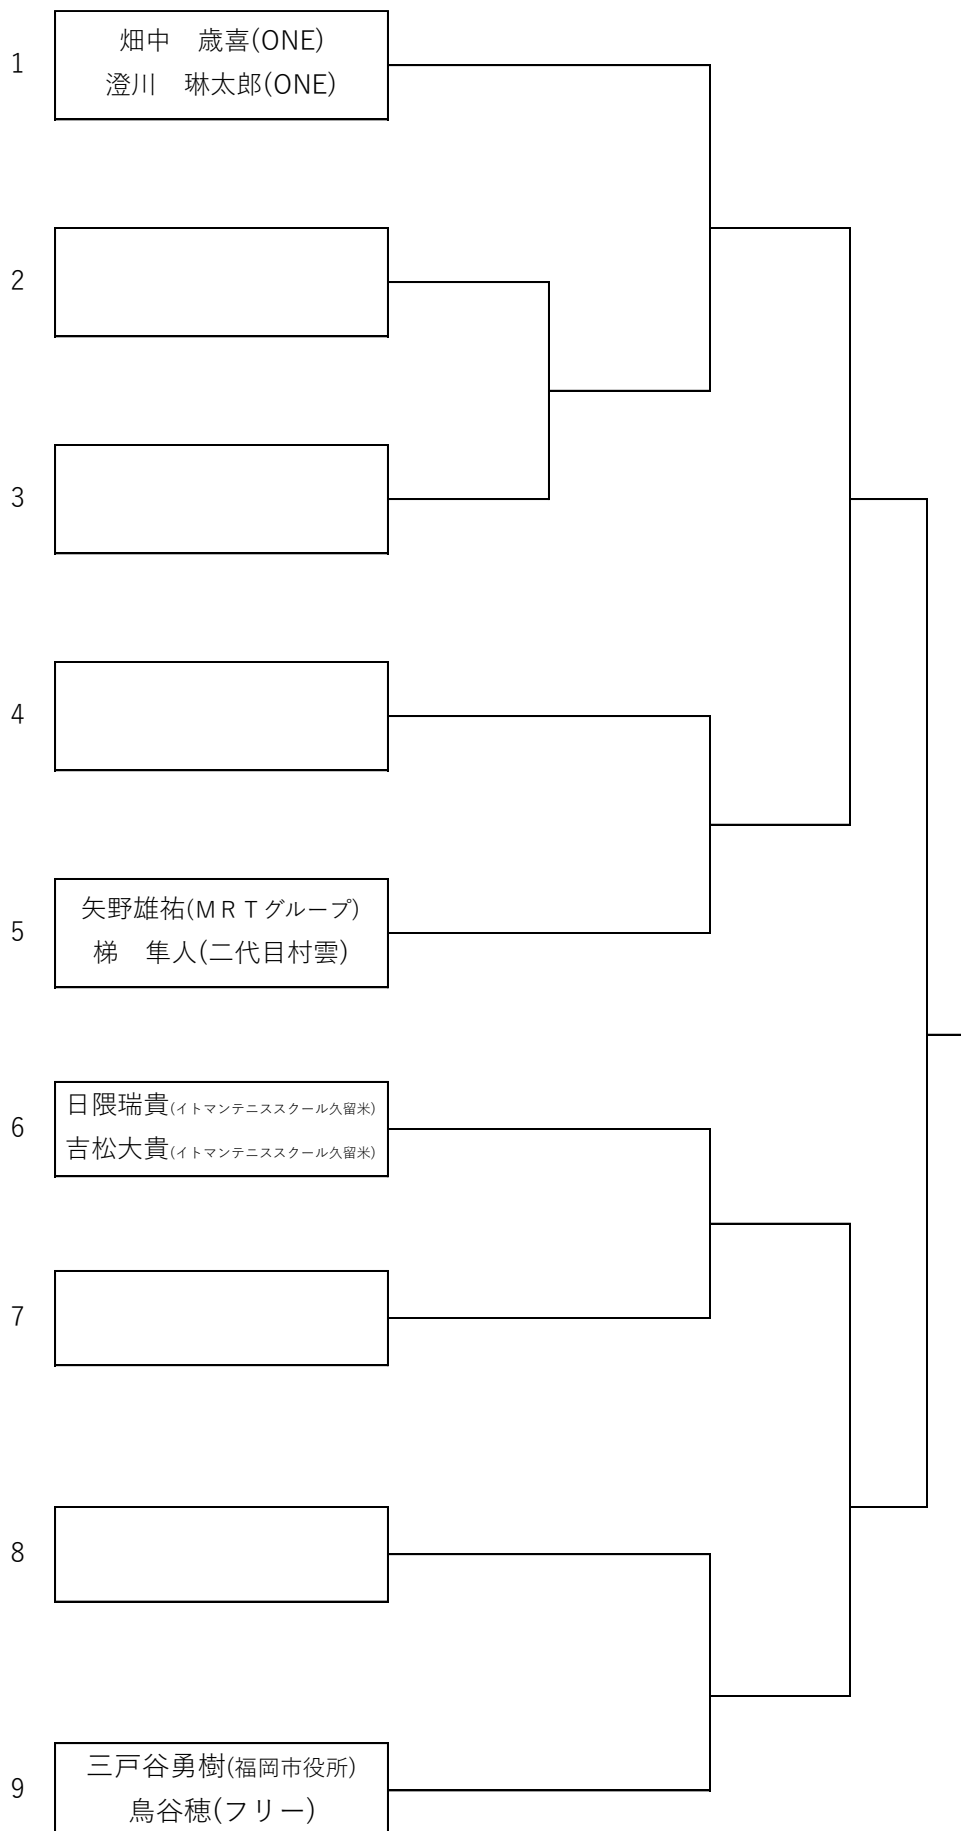 1
畑中　歳喜(ONE)
澄川　琳太郎(ONE)
2
3
4
5
矢野雄祐(ＭＲＴグループ)
梯　隼人(二代目村雲)
6
日隈瑞貴(イトマンテニススクール久留米)
吉松大貴(イトマンテニススクール久留米)
7
8
9
三戸谷勇樹(福岡市役所)
鳥谷穂(フリー)